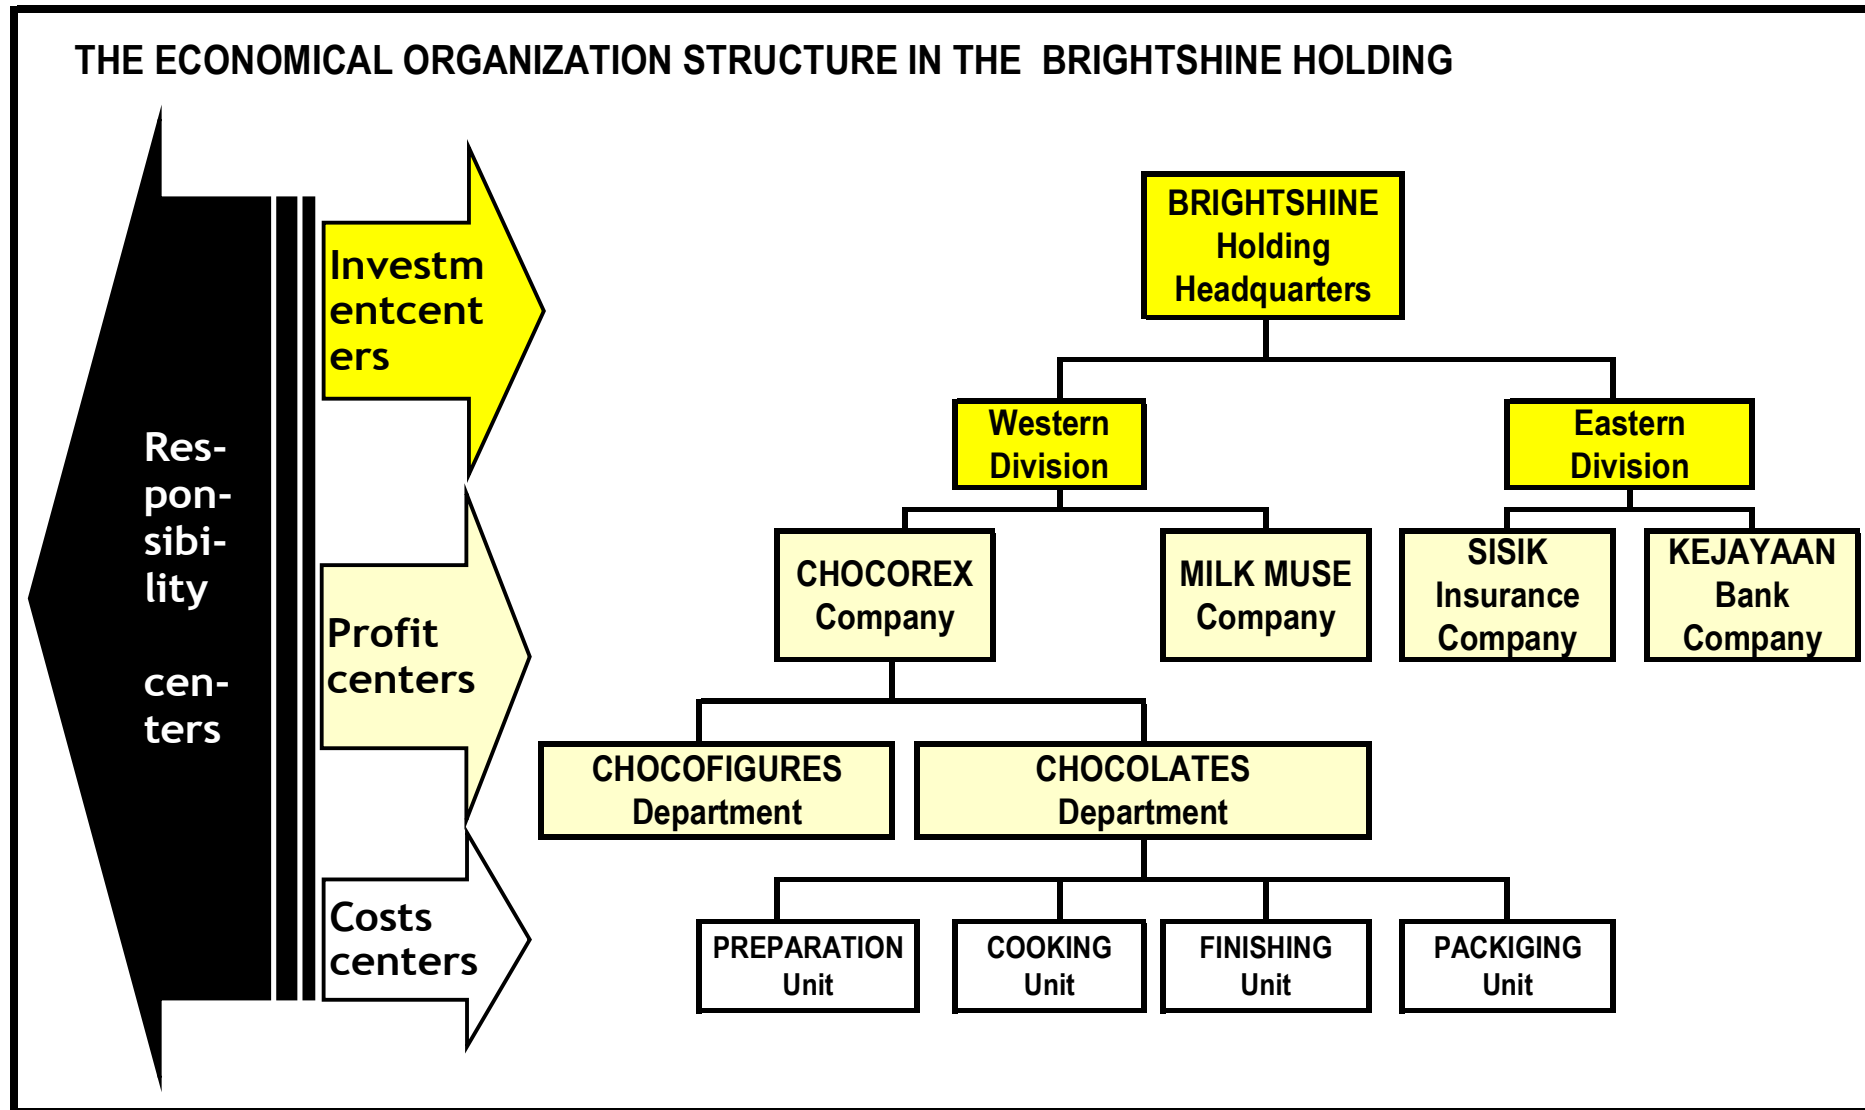 THE ECONOMICAL ORGANIZATION STRUCTURE IN THE BRIGHTSHINE HOLDING
Res-
pon-
sibi-
lity
cen-
ters
Investm
entcent
ers
Profit
centers
Costs
centers
BRIGHTSHINE
Holding
Headquarters
Western
Division
Eastern
Division
CHOCOREX
Company
MILK MUSE
Company
SISIK
Insurance
Company
KEJAYAAN
Bank
Company
CHOCOFIGURES
Department
CHOCOLATES
Department
PREPARATION
Unit
COOKING
Unit
FINISHING
Unit
PACKIGING
Unit